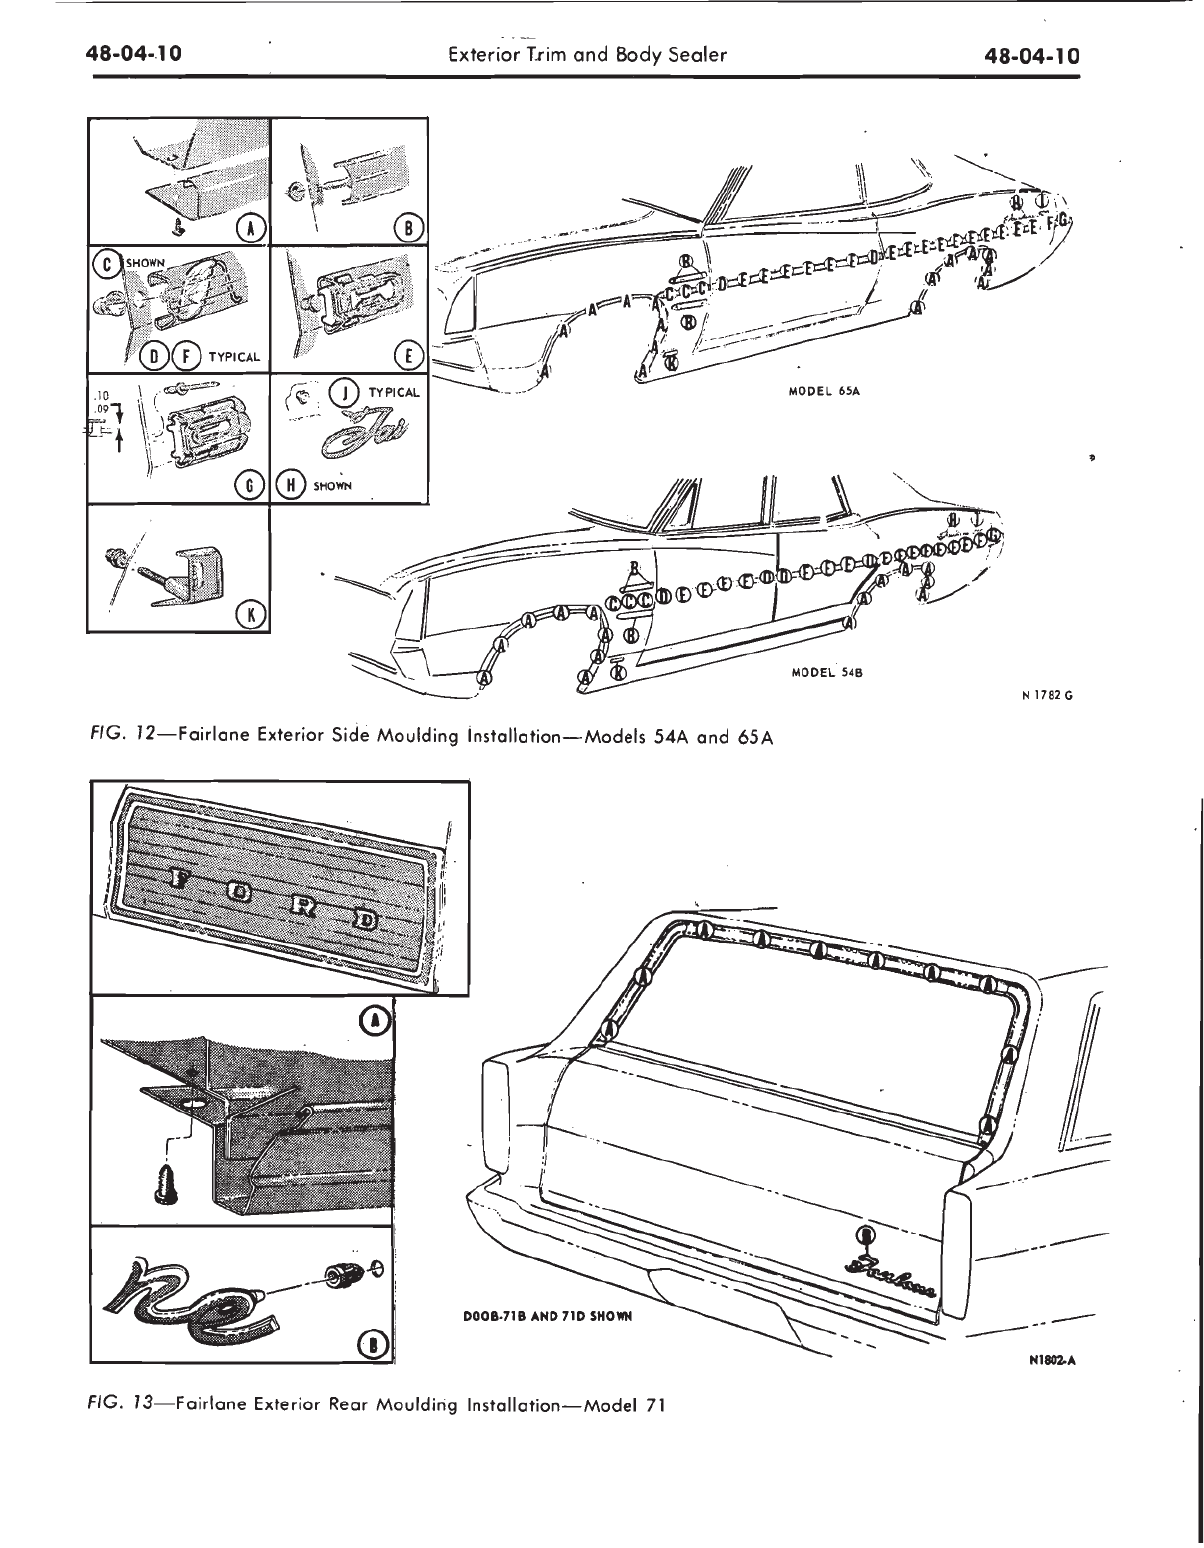 48-04-10 Exterior Trim and Body Sealer 48-04-10
A
B
C SHOWN
D F TYPICAL
E
.10
.09
G
J TYPICAL
H SHOWN
K
B
C C C D E E E E E E D E E E E E E E E E E F G
A A A A A A A
B
K
A A A A A A
MODEL 65A
B
C C C D E E E E D D E E E D E E E E E E E F G
A A A A A A A A
B
K
A A A A A A A
MODEL 54B
N 1782 G
FIG. 12—Fairlane Exterior Side Moulding Installation—Models 54A and 65A
F O R D
A
B
A A A A A A
A A
A A
B
Fairlane
DOOB-71B AND 71D SHOWN
N1802-A
FIG. 13—Fairlane Exterior Rear Moulding Installation—Model 71